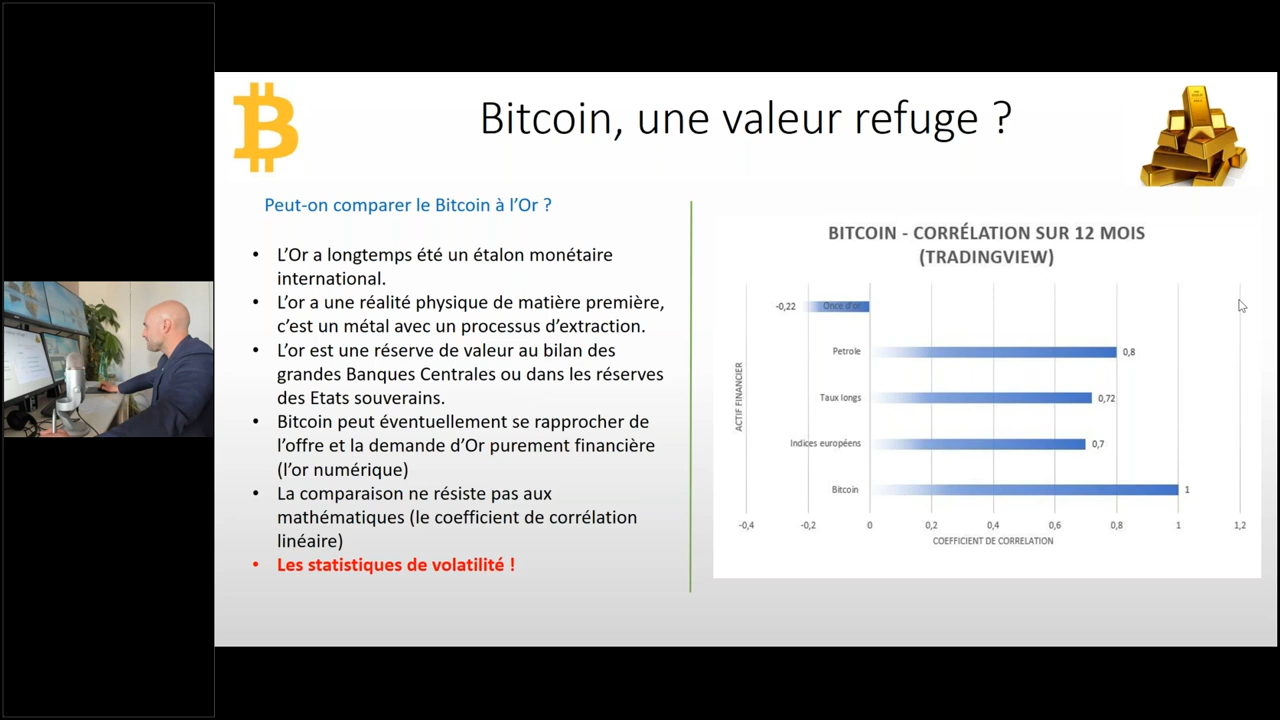 Bitcoin, une valeur refuge ?
Peut-on comparer le Bitcoin à l'Or ?
• L'Or a longtemps été un étalon monétaire
international.
• L'or a une réalité physique de matière première,
c'est un métal avec un processus d'extraction.
• L'or est une réserve de valeur au bilan des
grandes Banques Centrales ou dans les réserves
des Etats souverains.
• Bitcoin peut éventuellement se rapprocher de
l'offre et la demande d'Or purement financière
(l'or numérique)
• La comparaison ne résiste pas aux
mathématiques (le coefficient de corrélation
linéaire)
• Les statistiques de volatilité !
BITCOIN - CORRÉLATION SUR 12 MOIS
(TRADINGVIEW)
ACTIF FINANCIER
-0,22 Once d'or
Petrole 0,8
Taux longs 0,72
Indices européens 0,7
Bitcoin 1
-0,4 -0,2 0 0,2 0,4 0,6 0,8 1 1,2
COEFFICIENT DE CORRELATION